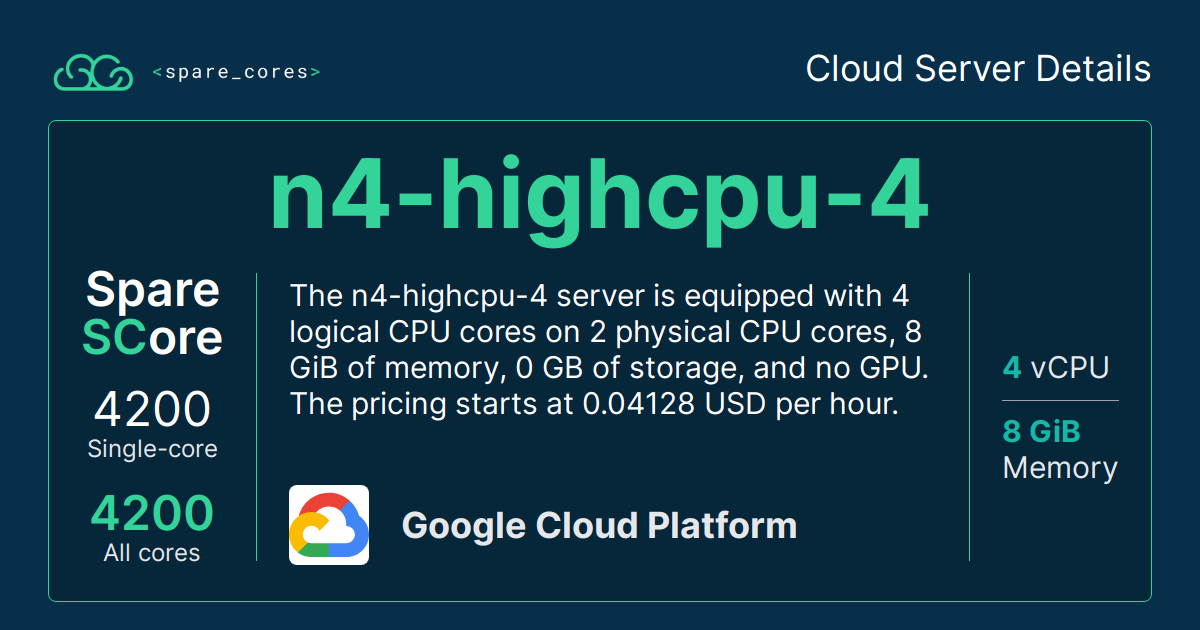 <spare_cores>
Cloud Server Details
n4-highcpu-4
Spare
SCore
4200
Single-core
4200
All cores
The n4-highcpu-4 server is equipped with 4
logical CPU cores on 2 physical CPU cores, 8
GiB of memory, 0 GB of storage, and no GPU.
The pricing starts at 0.04128 USD per hour.
Google Cloud Platform
4 vCPU
8 GiB
Memory